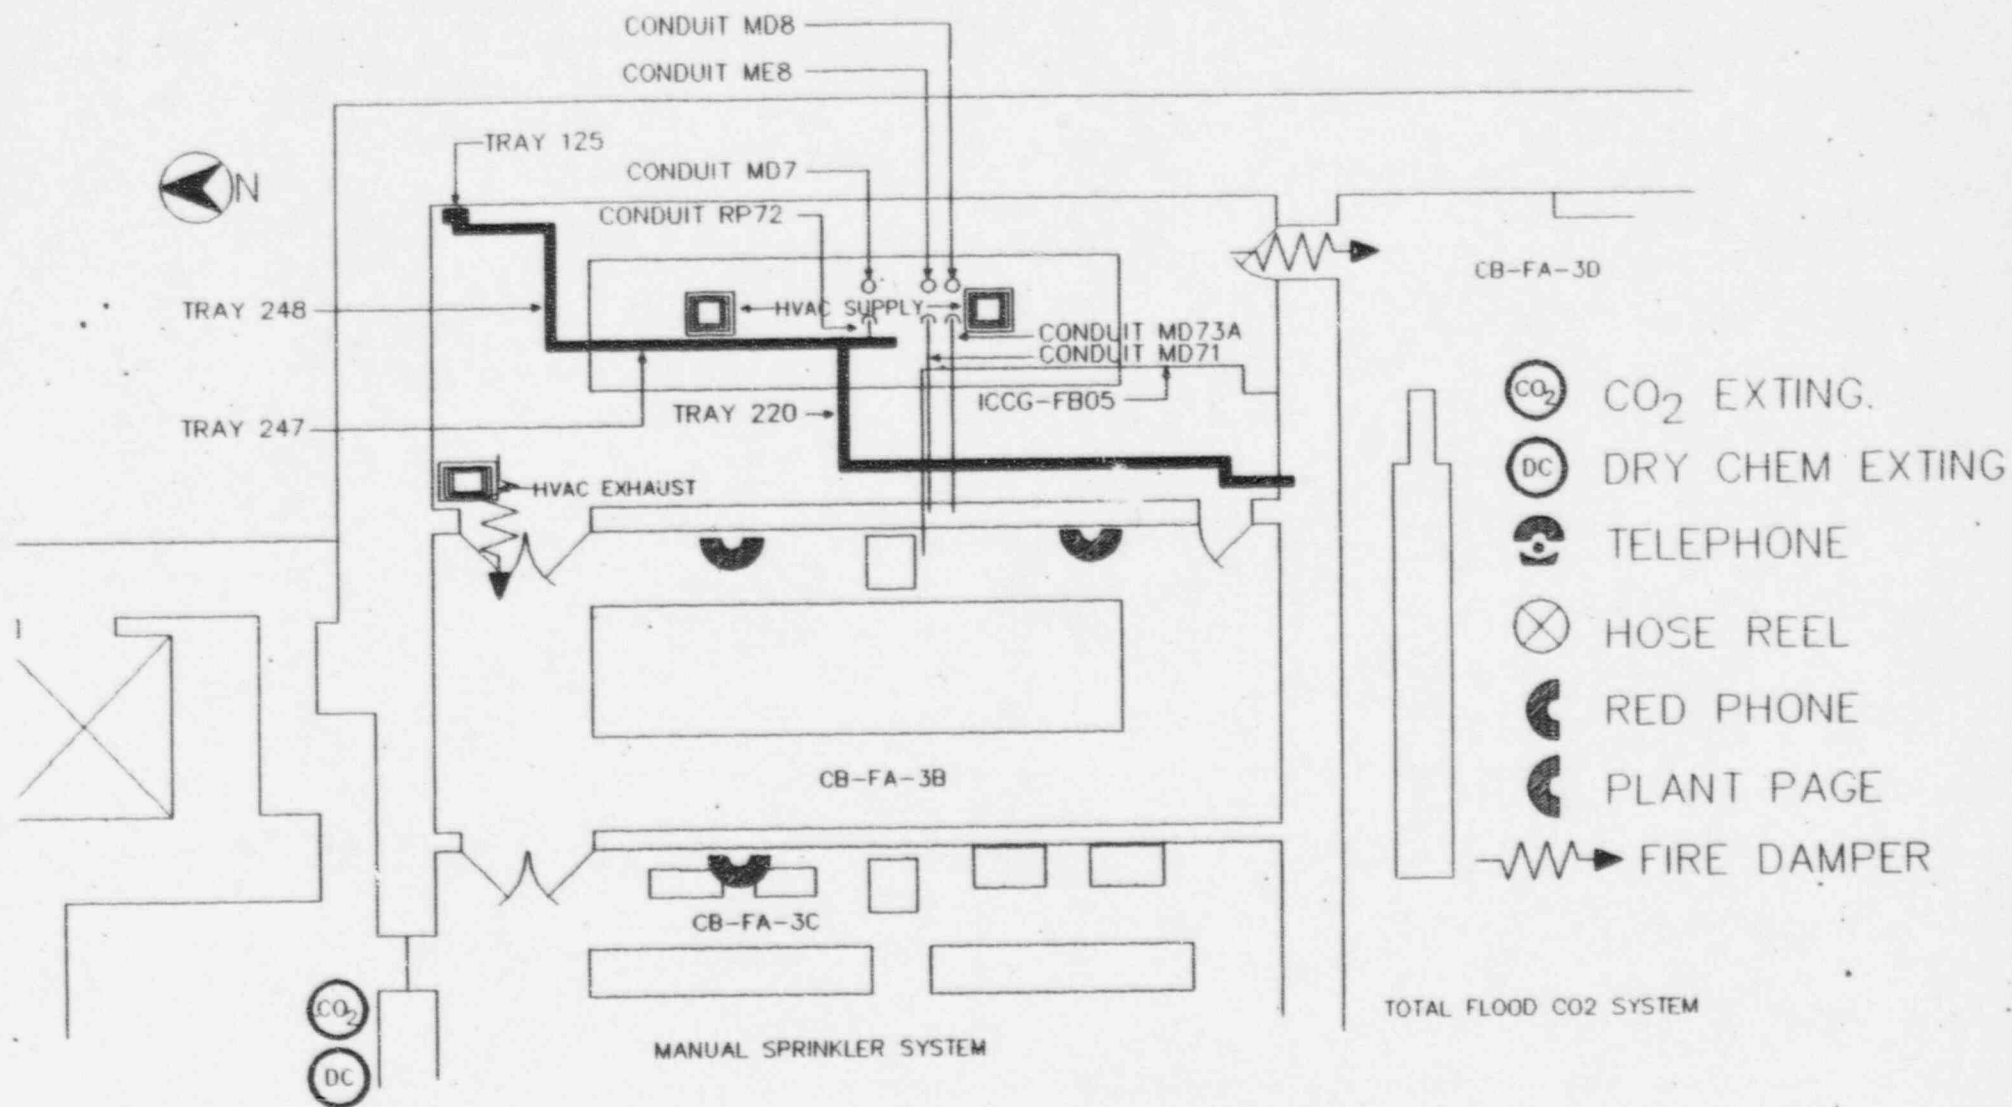 CONDUIT MD8
CONDUIT ME8
TRAY 125
CONDUIT MD7
N
CONDUIT RP72
CB-FA-3D
TRAY 248
HVAC SUPPLY
CONDUIT MD73A
CONDUIT MD71
ICCG-FB05
TRAY 220
TRAY 247
HVAC EXHAUST
CO2 CO2 EXTING.
DC DRY CHEM EXTING
TELEPHONE
HOSE REEL
RED PHONE
PLANT PAGE
FIRE DAMPER
CB-FA-3B
CB-FA-3C
CO2
DC
MANUAL SPRINKLER SYSTEM
TOTAL FLOOD CO2 SYSTEM